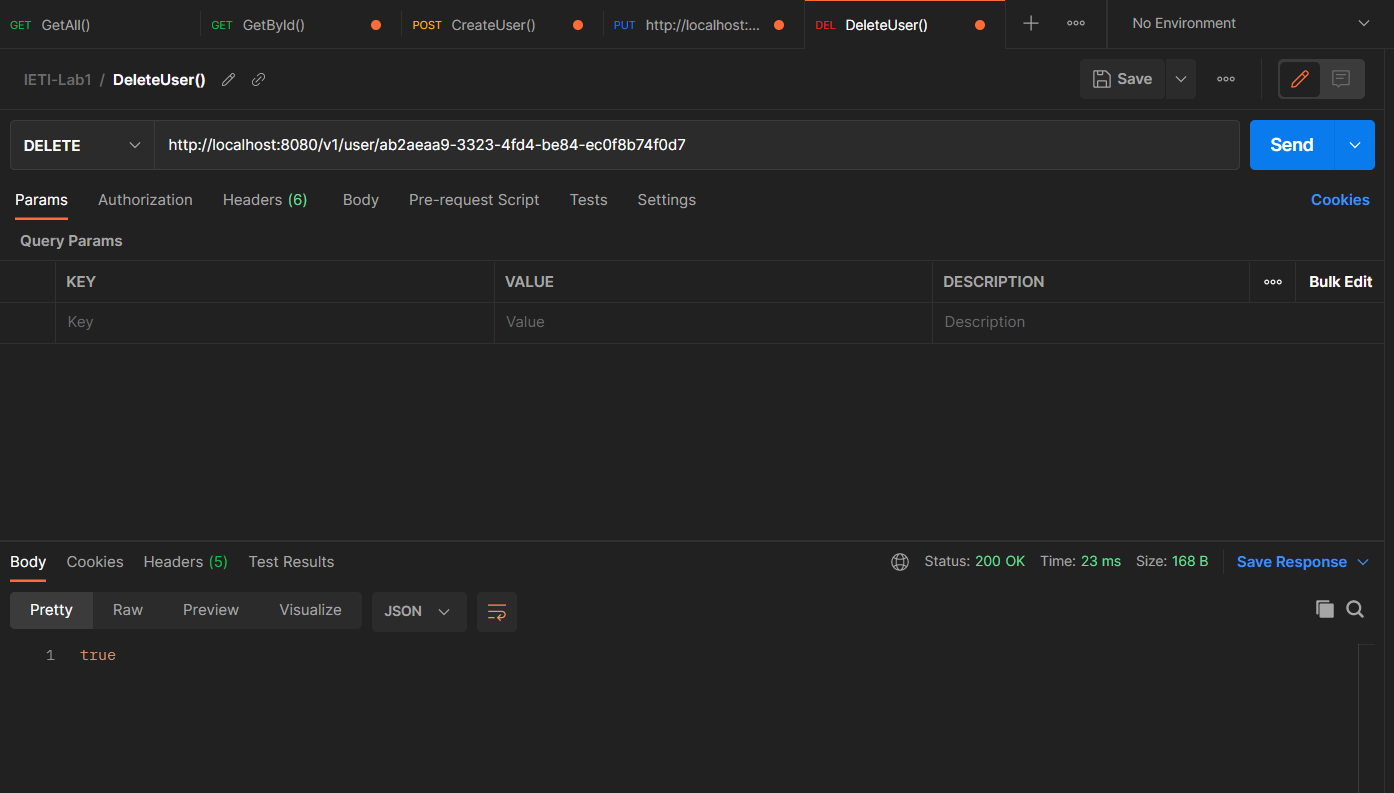 GET GetAll() GET GetById() POST CreateUser() PUT http://localhost:... DEL DeleteUser() No Environment
IETI-Lab1 / DeleteUser() Save
DELETE http://localhost:8080/v1/user/ab2aeaa9-3323-4fd4-be84-ec0f8b74f0d7 Send
Params Authorization Headers (6) Body Pre-request Script Tests Settings Cookies
Query Params
KEY VALUE DESCRIPTION Bulk Edit
Key Value Description
Body Cookies Headers (5) Test Results Status: 200 OK Time: 23 ms Size: 168 B Save Response
Pretty Raw Preview Visualize JSON
1 true